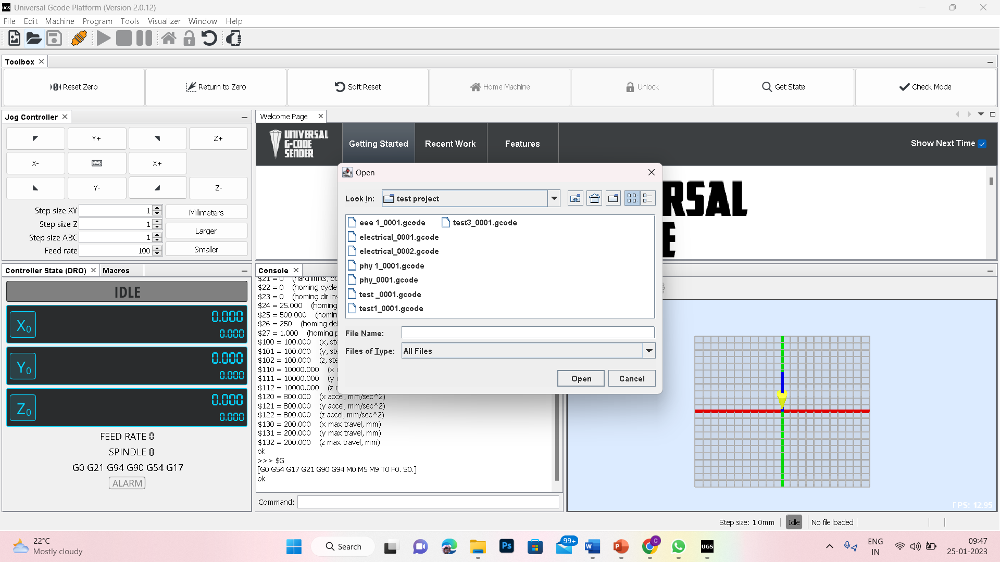 UGS Universal Gcode Platform (Version 2.0.12)
File Edit Machine Program Tools Visualizer Window Help
Toolbox
Reset Zero Return to Zero Soft Reset Home Machine Unlock Get State Check Mode
Jog Controller
Y+ Z+
X- X+
Y- Z-
Step size XY 1 Millimeters
Step size Z 1
Larger
Step size ABC 1
Feed rate 100 Smaller
Welcome Page
UNIVERSAL
G-CODE
SENDER
Getting Started Recent Work Features Show Next Time
RSAL
E
Open
Look In: test project
eee 1_0001.gcode test3_0001.gcode
electrical_0001.gcode
electrical_0002.gcode
phy 1_0001.gcode
phy_0001.gcode
test _0001.gcode
test1_0001.gcode
File Name:
Files of Type: All Files
Open Cancel
Controller State (DRO) Macros
IDLE
X0 0.000
0.000
Y0 0.000
0.000
Z0 0.000
0.000
FEED RATE 0
SPINDLE 0
G0 G21 G94 G90 G54 G17
ALARM
Console
$21 = 0 (hard limits,
$22 = 0 (homing cycle
$23 = 0 (homing dir
$24 = 25.000 (homing
$25 = 500.000
$26 = 250 (homing
$27 = 1.000 (homing
$100 = 100.000 (x,
$101 = 100.000 (y,
$102 = 100.000 (z,
$110 = 10000.000 (x
$111 = 10000.000 (y
$112 = 10000.000 (z
$120 = 800.000 (x accel, mm/sec^2)
$121 = 800.000 (y accel, mm/sec^2)
$122 = 800.000 (z accel, mm/sec^2)
$130 = 200.000 (x max travel, mm)
$131 = 200.000 (y max travel, mm)
$132 = 200.000 (z max travel, mm)
ok
>>> $G
[G0 G54 G17 G21 G90 G94 M0 M5 M9 T0 F0. S0.]
ok
Command:
FPS: 12.95
Step size: 1.0mm Idle No file loaded
22°C
Mostly cloudy
Search
Ps
99+
W
P
C
UGS
ENG
IN
09:47
25-01-2023